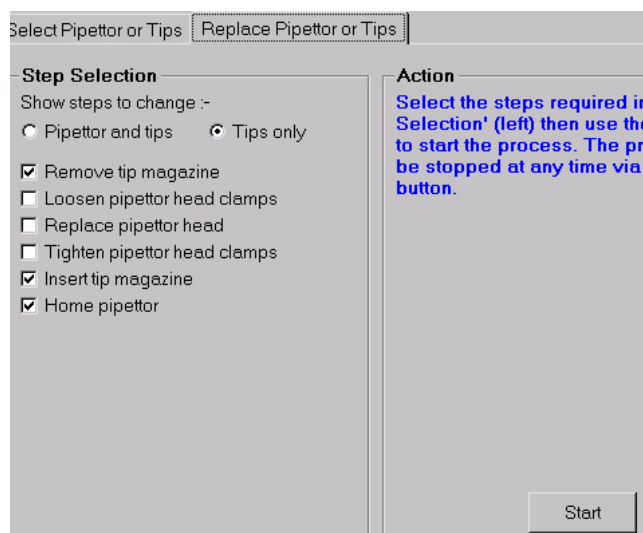 Select Pipettor or Tips
Replace Pipettor or Tips
Step Selection
Show steps to change :-
Pipettor and tips
Tips only
Remove tip magazine
Loosen pipettor head clamps
Replace pipettor head
Tighten pipettor head clamps
Insert tip magazine
Home pipettor
Action
Select the steps required
Selection' (left) then use
to start the process. The
be stopped at any time via
button.
Start